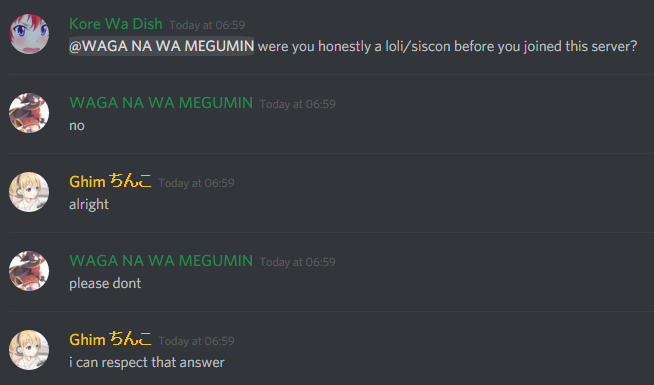 Kore Wa Dish Today at 06:59
@WAGA NA WA MEGUMIN were you honestly a loli/siscon before you joined this server?
WAGA NA WA MEGUMIN Today at 06:59
no
Ghim ちんこ Today at 06:59
alright
WAGA NA WA MEGUMIN Today at 06:59
please dont
Ghim ちんこ Today at 06:59
i can respect that answer